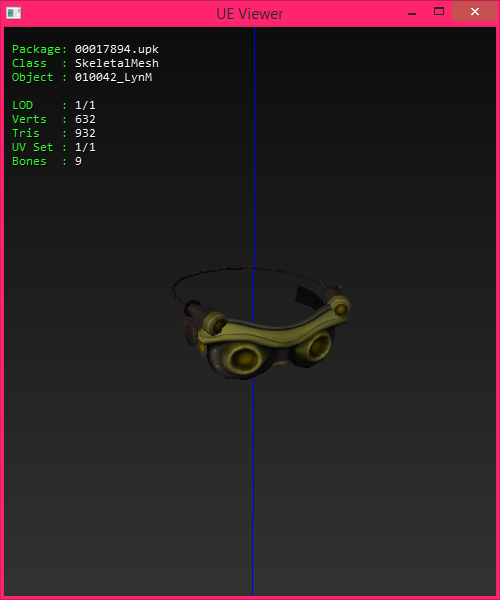 UE Viewer
Package: 00017894.upk
Class  : SkeletalMesh
Object : 010042_LynM
LOD    : 1/1
Verts  : 632
Tris   : 932
UV Set : 1/1
Bones  : 9